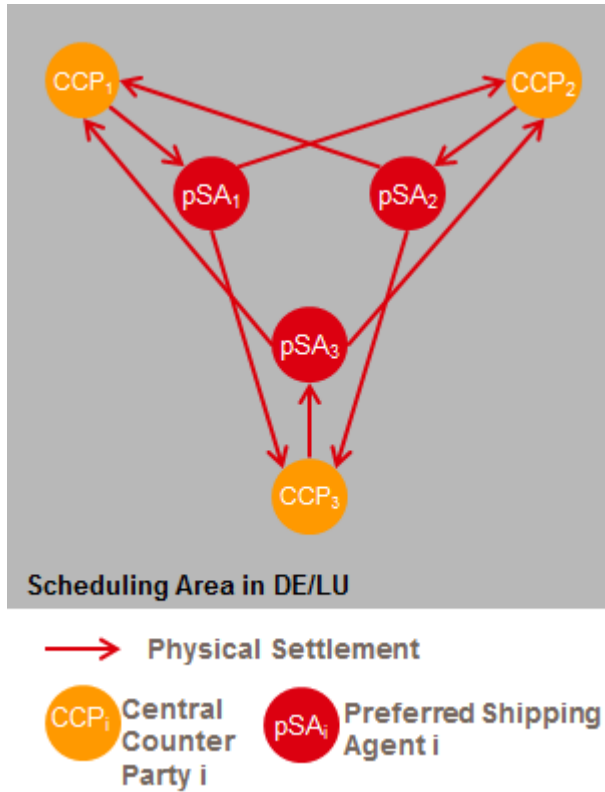 CCP₁
CCP₂
pSA₁
pSA₂
pSA₃
CCP₃
Scheduling Area in DE/LU
Physical Settlement
CCPᵢ
Central
Counter
Party i
pSAᵢ
Preferred Shipping
Agent i